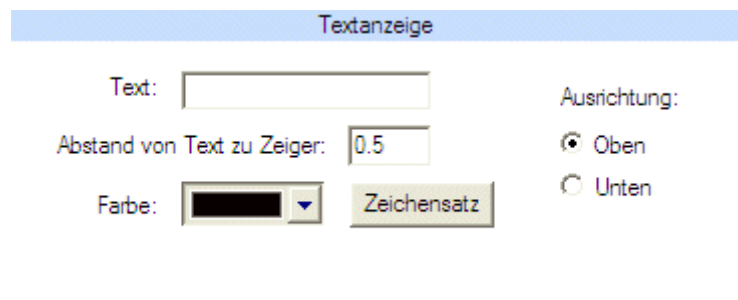 Textanzeige
Text:
Ausrichtung:
Abstand von Text zu Zeiger: 0.5
Oben
Farbe:
Zeichensatz
Unten